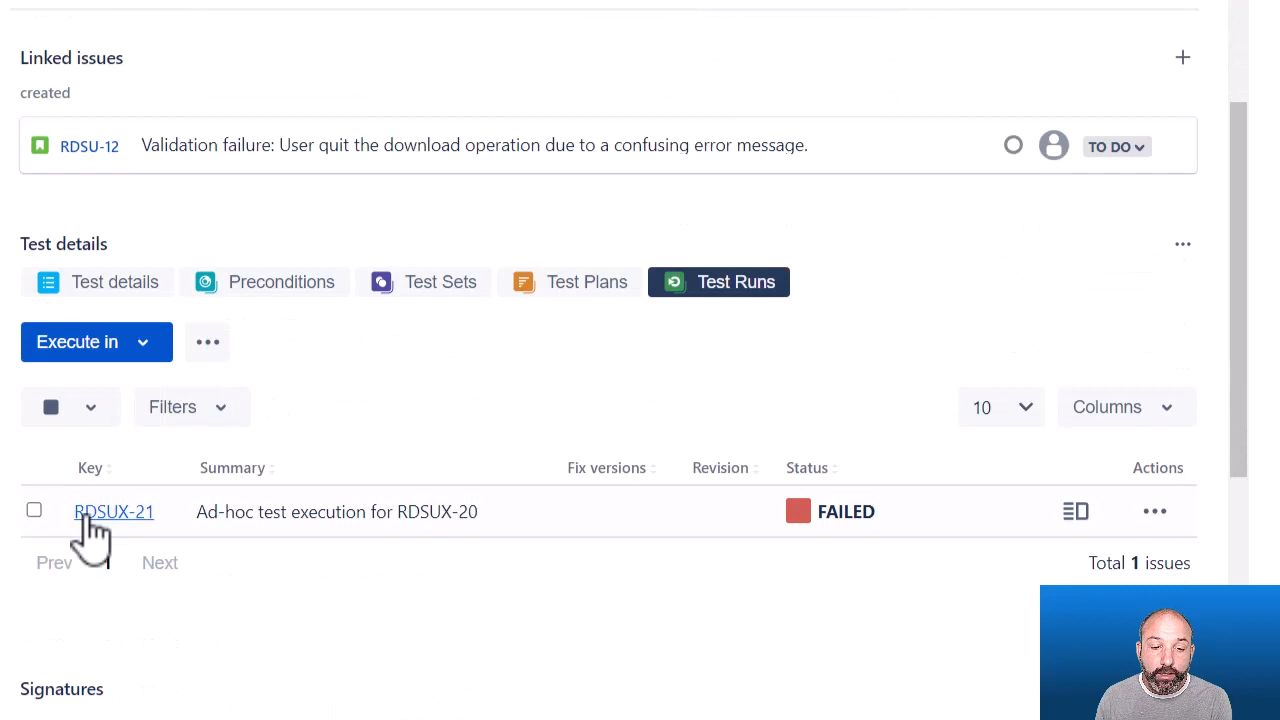 Linked issues
created
RDSU-12 Validation failure: User quit the download operation due to a confusing error message. TO DO
Test details
Test details Preconditions Test Sets Test Plans Test Runs
Execute in
Filters 10 Columns
Key Summary Fix versions Revision Status Actions
RDSUX-21 Ad-hoc test execution for RDSUX-20 FAILED
Prev 1 Next Total 1 issues
Signatures